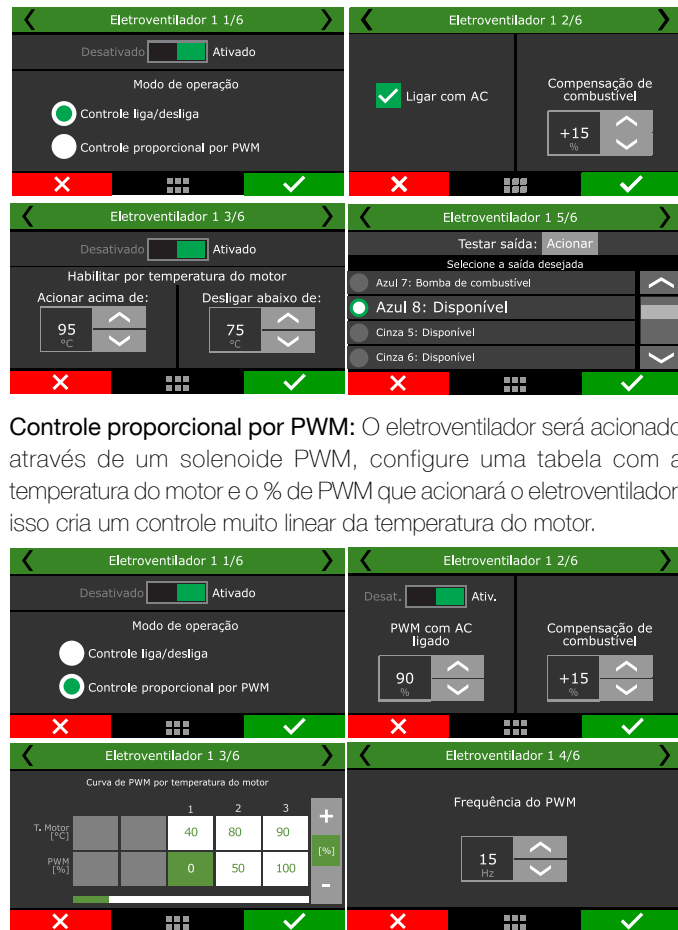 Eletroventilador 1 1/6
Desativado Ativado
Modo de operação
Controle liga/desliga
Controle proporcional por PWM
Eletroventilador 1 2/6
Ligar com AC
Compensação de
combustível
+15
%
Eletroventilador 1 3/6
Desativado Ativado
Habilitar por temperatura do motor
Acionar acima de:
95
°C
Desligar abaixo de:
75
°C
Eletroventilador 1 5/6
Testar saída: Acionar
Selecione a saída desejada
Azul 7: Bomba de combustível
Azul 8: Disponível
Cinza 5: Disponível
Cinza 6: Disponível
Controle proporcional por PWM: O eletroventilador será acionado
através de um solenoide PWM, configure uma tabela com a
temperatura do motor e o % de PWM que acionará o eletroventilador
isso cria um controle muito linear da temperatura do motor.
Eletroventilador 1 1/6
Desativado Ativado
Modo de operação
Controle liga/desliga
Controle proporcional por PWM
Eletroventilador 1 2/6
Desat. Ativ.
PWM com AC
ligado
90
%
Compensação de
combustível
+15
%
Eletroventilador 1 3/6
Curva de PWM por temperatura do motor
1 2 3
T. Motor
[°C]
40 80 90
PWM
[%]
0 50 100
+
[%]
-
Eletroventilador 1 4/6
Frequência do PWM
15
Hz